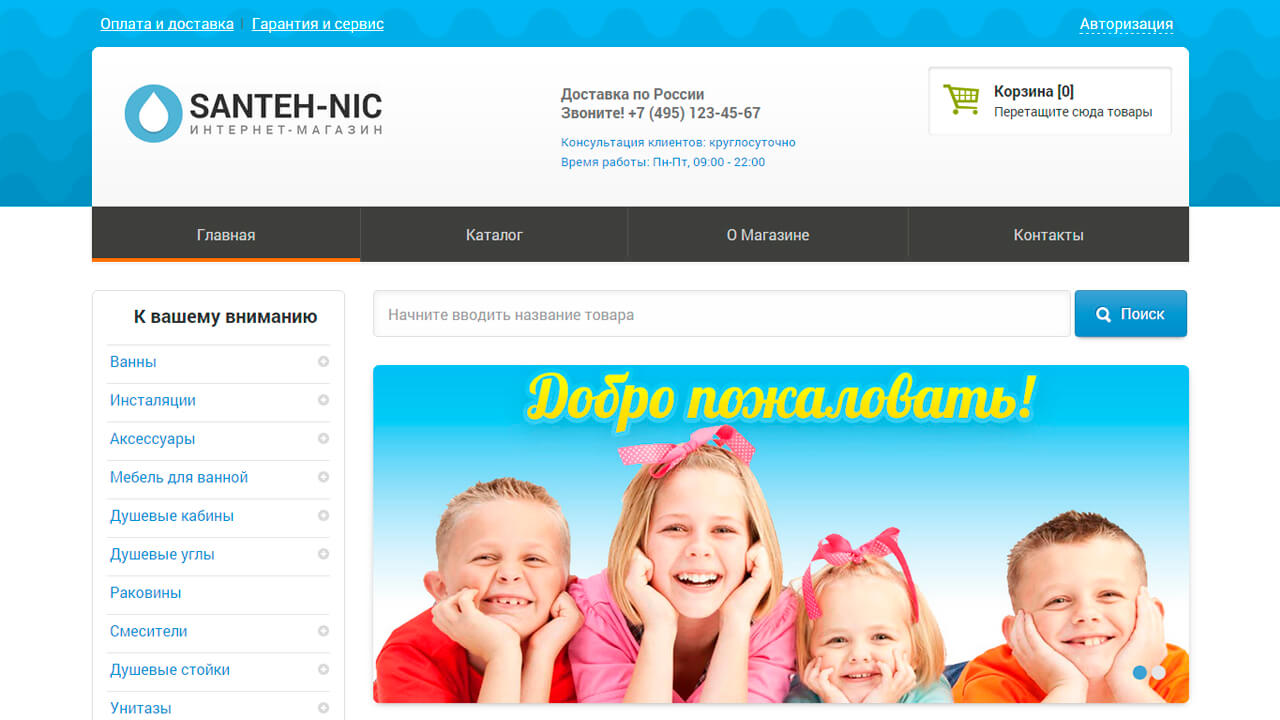 Оплата и доставка | Гарантия и сервис
Авторизация
SANTEH-NIC
ИНТЕРНЕТ-МАГАЗИН
Доставка по России
Звоните! +7 (495) 123-45-67
Консультация клиентов: круглосуточно
Время работы: Пн-Пт, 09:00 - 22:00
Корзина [0]
Перетащите сюда товары
Главная
Каталог
О Магазине
Контакты
К вашему вниманию
Ванны
Инсталяции
Аксессуары
Мебель для ванной
Душевые кабины
Душевые углы
Раковины
Смесители
Душевые стойки
Унитазы
Начните вводить название товара
Поиск
Добро пожаловать!